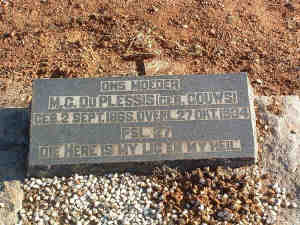 ONS MOEDER
M.C. DU PLESSIS (GEB. GOUWS)
GEB. 2 SEPT. 1865. OVERL. 27 OKT. 1934
PSL. 27
DIE HERE IS MY LIG EN MY HEIL.